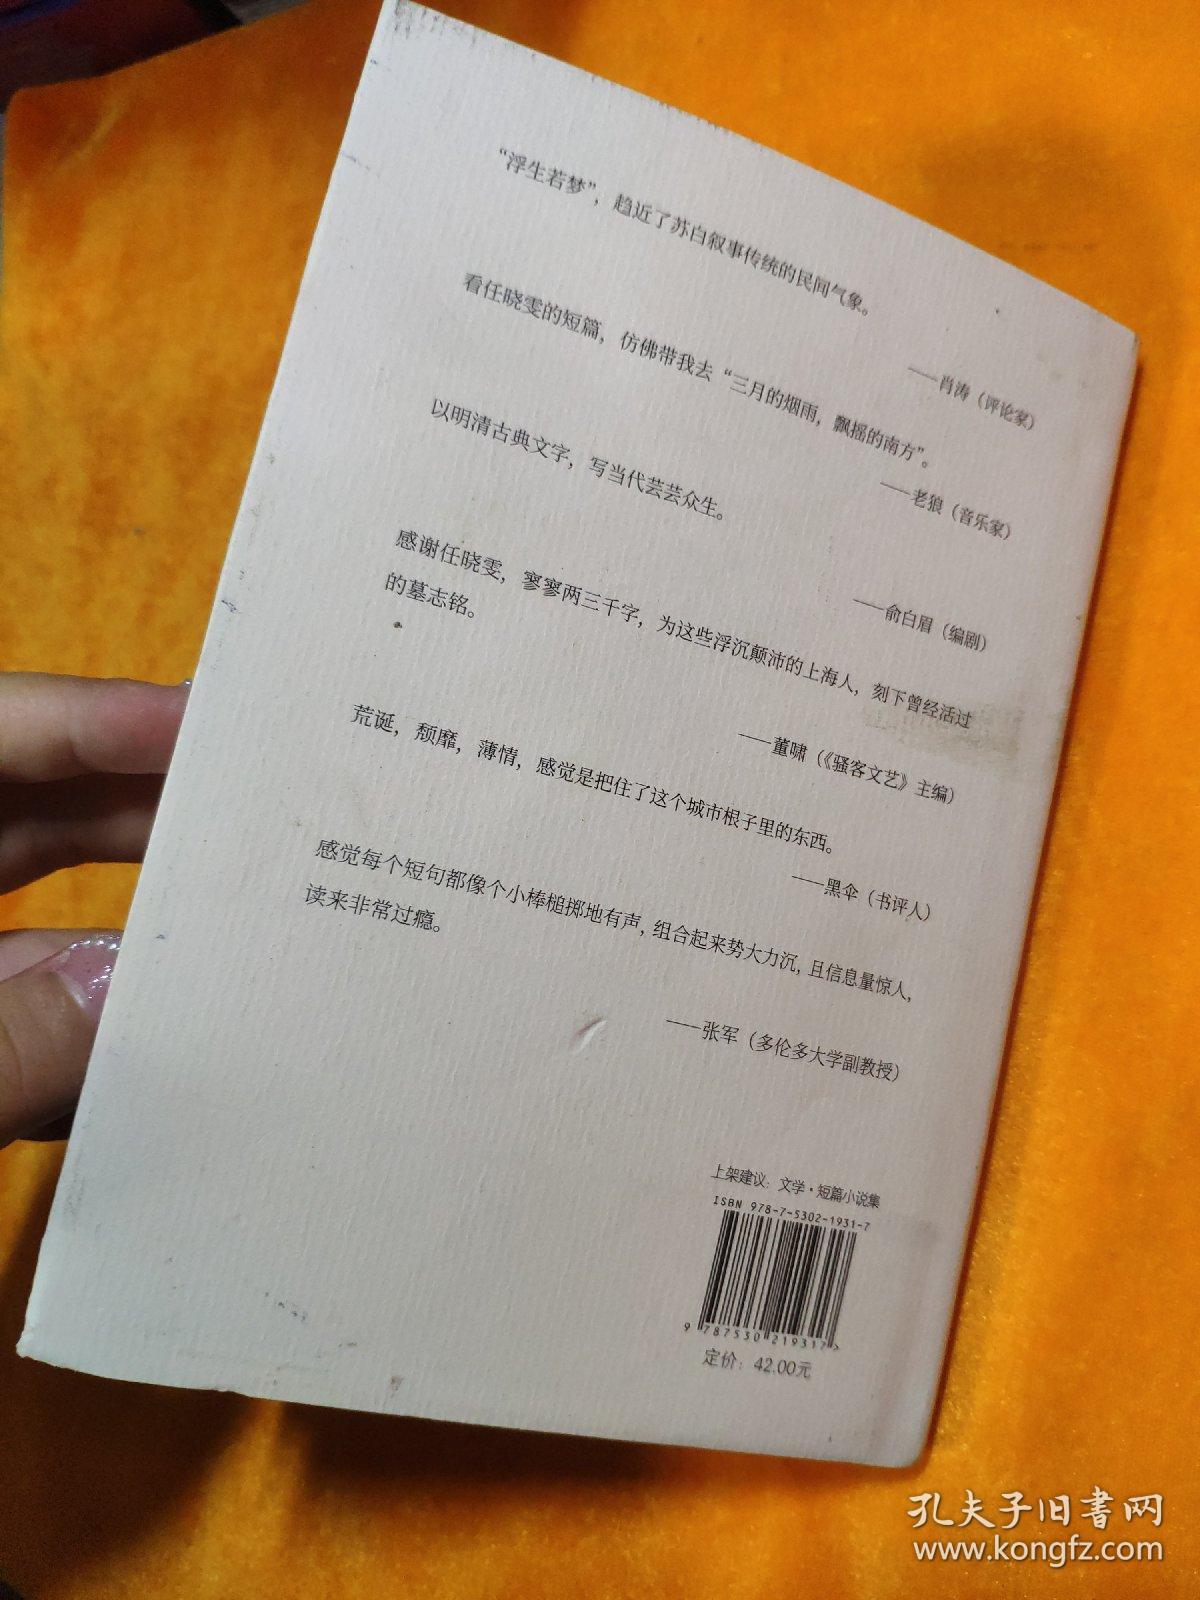 “浮生若梦”，趋近了苏白叙事传统的民间气象。
——肖涛（评论家）
看任晓雯的短篇，仿佛带我去“三月的烟雨，飘摇的南方”。
——老狼（音乐家）
以明清古典文字，写当代芸芸众生。
——俞白眉（编剧）
感谢任晓雯，寥寥两三千字，为这些浮沉颠沛的上海人，刻下曾经活过
的墓志铭。
——董啸（《骚客文艺》主编）
荒诞，颓靡，薄情，感觉是把住了这个城市根子里的东西。
——黑伞（书评人）
感觉每个短句都像个小棒槌掷地有声，组合起来势大力沉，且信息量惊人，
读来非常过瘾。
——张军（多伦多大学副教授）
上架建议：文学·短篇小说集
ISBN 978-7-5302-1931-7
9 787530 219317>
定价：42.00元
孔夫子旧书网
www.kongfz.com